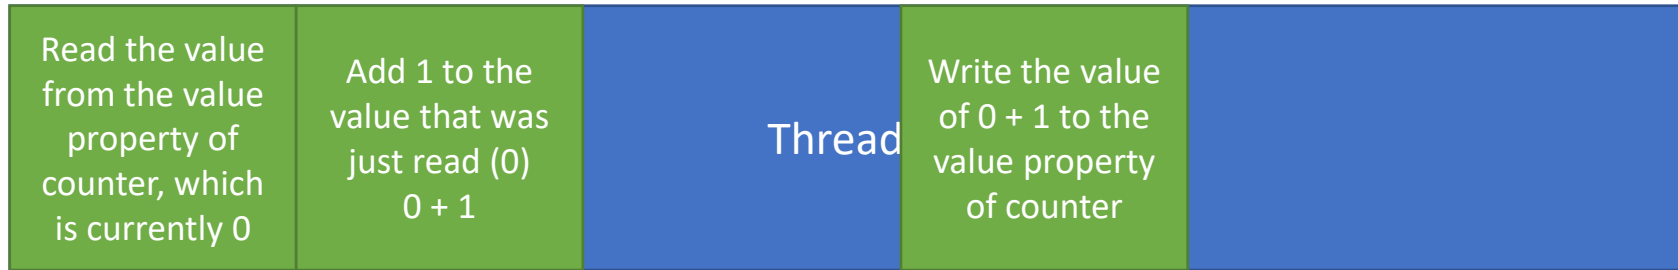 Read the value
from the value
property of
counter, which
is currently 0
Add 1 to the
value that was
just read (0)
0 + 1
Thread
Write the value
of 0 + 1 to the
value property
of counter